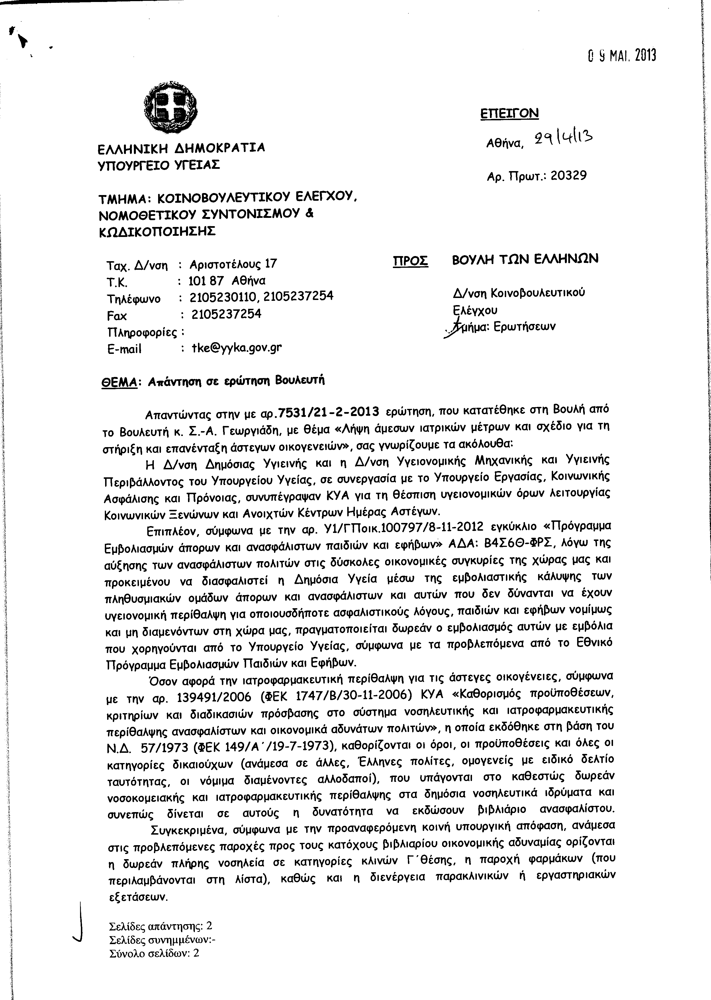 09 ΜΑΙ. 2013
ΕΠΕΙΓΟΝ
Αθήνα, 29/4/13
ΕΛΛΗΝΙΚΗ ΔΗΜΟΚΡΑΤΙΑ
ΥΠΟΥΡΓΕΙΟ ΥΓΕΙΑΣ
Αρ. Πρωτ.: 20329
ΤΜΗΜΑ: ΚΟΙΝΟΒΟΥΛΕΥΤΙΚΟΥ ΕΛΕΓΧΟΥ,
ΝΟΜΟΘΕΤΙΚΟΥ ΣΥΝΤΟΝΙΣΜΟΥ &
ΚΩΔΙΚΟΠΟΙΗΣΗΣ
Ταχ. Δ/νση : Αριστοτέλους 17
Τ.Κ. : 101 87 Αθήνα
Τηλέφωνο : 2105230110, 2105237254
Fax : 2105237254
Πληροφορίες :
E-mail : tke@yyka.gov.gr
ΠΡΟΣ ΒΟΥΛΗ ΤΩΝ ΕΛΛΗΝΩΝ
Δ/νση Κοινοβουλευτικού
Ελέγχου
Τμήμα: Ερωτήσεων
ΘΕΜΑ: Απάντηση σε ερώτηση Βουλευτή
Απαντώντας στην με αρ.7531/21-2-2013 ερώτηση, που κατατέθηκε στη Βουλή από
το Βουλευτή κ. Σ.-Α. Γεωργιάδη, με θέμα «Λήψη άμεσων ιατρικών μέτρων και σχέδιο για τη
στήριξη και επανένταξη άστεγων οικογενειών», σας γνωρίζουμε τα ακόλουθα:
Η Δ/νση Δημόσιας Υγιεινής και η Δ/νση Υγειονομικής Μηχανικής και Υγιεινής
Περιβάλλοντος του Υπουργείου Υγείας, σε συνεργασία με το Υπουργείο Εργασίας, Κοινωνικής
Ασφάλισης και Πρόνοιας, συνυπέγραψαν ΚΥΑ για τη θέσπιση υγειονομικών όρων λειτουργίας
Κοινωνικών Ξενώνων και Ανοιχτών Κέντρων Ημέρας Αστέγων.
Επιπλέον, σύμφωνα με την αρ. Υ1/ΓΠοικ.100797/8-11-2012 εγκύκλιο «Πρόγραμμα
Εμβολιασμών άπορων και ανασφάλιστων παιδιών και εφήβων» ΑΔΑ: Β4Σ6Θ-ΦΡΣ, λόγω της
αύξησης των ανασφάλιστων πολιτών στις δύσκολες οικονομικές συγκυρίες της χώρας μας και
προκειμένου να διασφαλιστεί η Δημόσια Υγεία μέσω της εμβολιαστικής κάλυψης των
πληθυσμιακών ομάδων άπορων και ανασφάλιστων και αυτών που δεν δύνανται να έχουν
υγειονομική περίθαλψη για οποιουσδήποτε ασφαλιστικούς λόγους, παιδιών και εφήβων νομίμως
και μη διαμενόντων στη χώρα μας, πραγματοποιείται δωρεάν ο εμβολιασμός αυτών με εμβόλια
που χορηγούνται από το Υπουργείο Υγείας, σύμφωνα με τα προβλεπόμενα από το Εθνικό
Πρόγραμμα Εμβολιασμών Παιδιών και Εφήβων.
Όσον αφορά την ιατροφαρμακευτική περίθαλψη για τις άστεγες οικογένειες, σύμφωνα
με την αρ. 139491/2006 (ΦΕΚ 1747/Β/30-11-2006) ΚΥΑ «Καθορισμός προϋποθέσεων,
κριτηρίων και διαδικασιών πρόσβασης στο σύστημα νοσηλευτικής και ιατροφαρμακευτικής
περίθαλψης ανασφαλίστων και οικονομικά αδυνάτων πολιτών», η οποία εκδόθηκε στη βάση του
Ν.Δ. 57/1973 (ΦΕΚ 149/Α΄/19-7-1973), καθορίζονται οι όροι, οι προϋποθέσεις και όλες οι
κατηγορίες δικαιούχων (ανάμεσα σε άλλες, Έλληνες πολίτες, ομογενείς με ειδικό δελτίο
ταυτότητας, οι νόμιμα διαμένοντες αλλοδαποί), που υπάγονται στο καθεστώς δωρεάν
νοσοκομειακής και ιατροφαρμακευτικής περίθαλψης στα δημόσια νοσηλευτικά ιδρύματα και
συνεπώς δίνεται σε αυτούς η δυνατότητα να εκδώσουν βιβλιάριο ανασφαλίστου.
Συγκεκριμένα, σύμφωνα με την προαναφερόμενη κοινή υπουργική απόφαση, ανάμεσα
στις προβλεπόμενες παροχές προς τους κατόχους βιβλιαρίου οικονομικής αδυναμίας ορίζονται
η δωρεάν πλήρης νοσηλεία σε κατηγορίες κλινών Γ΄θέσης, η παροχή φαρμάκων (που
περιλαμβάνονται στη λίστα), καθώς και η διενέργεια παρακλινικών ή εργαστηριακών
εξετάσεων.
Σελίδες απάντησης: 2
Σελίδες συνημμένων:-
Σύνολο σελίδων: 2